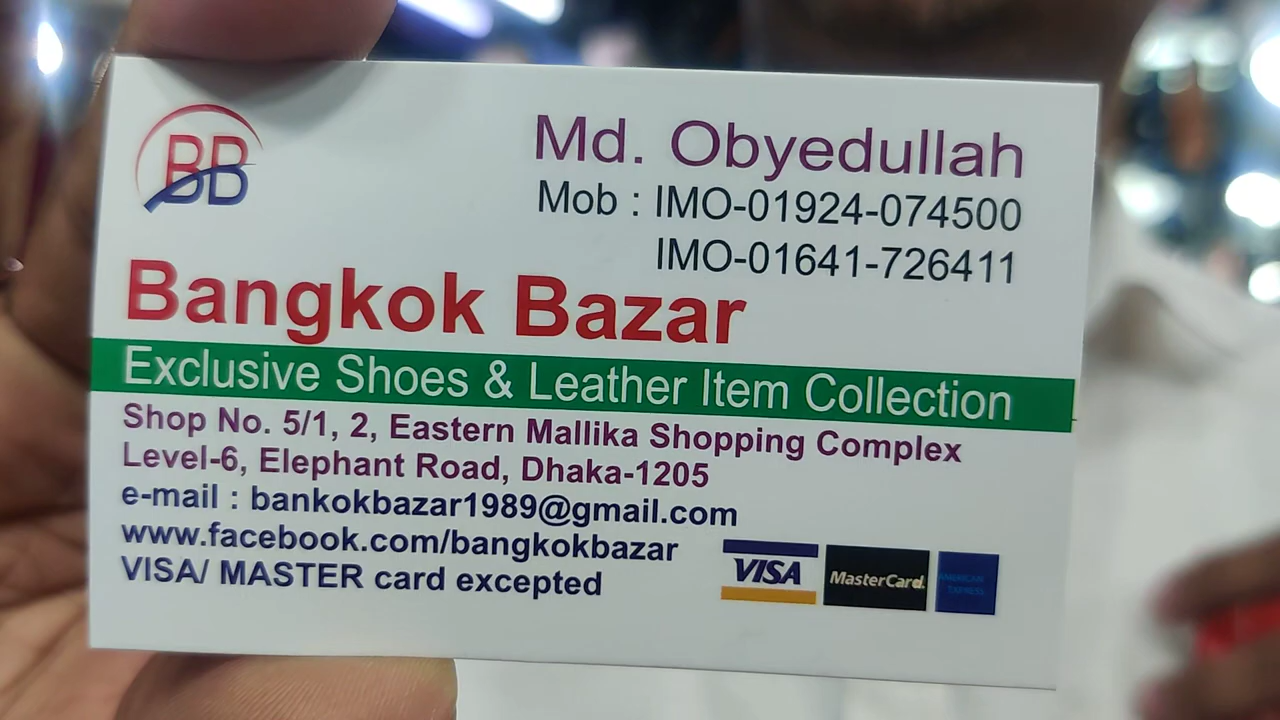 BB
Md. Obyedullah
Mob : IMO-01924-074500
IMO-01641-726411
Bangkok Bazar
Exclusive Shoes & Leather Item Collection
Shop No. 5/1, 2, Eastern Mallika Shopping Complex
Level-6, Elephant Road, Dhaka-1205
e-mail : bankokbazar1989@gmail.com
www.facebook.com/bangkokbazar
VISA/ MASTER card excepted
VISA MasterCard. AMERICAN EXPRESS